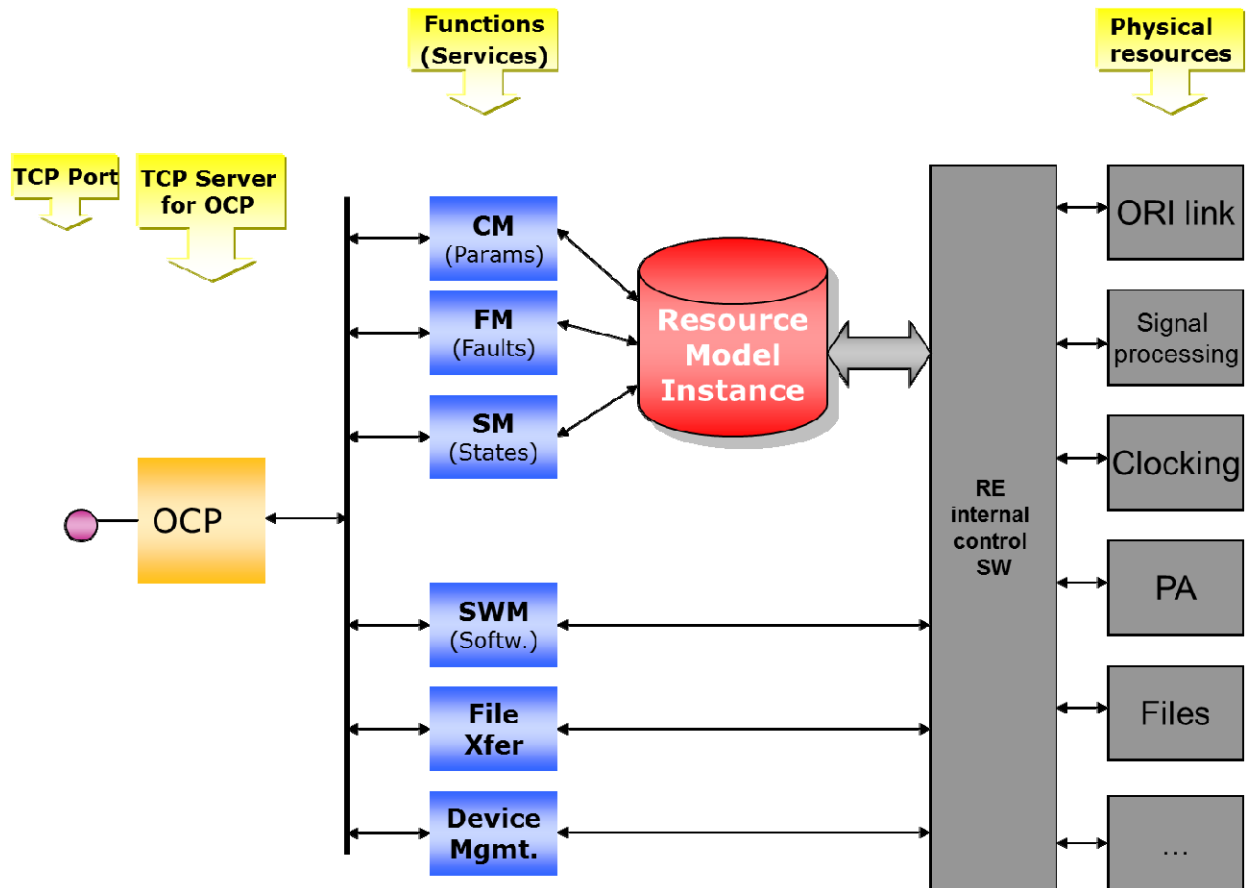 Functions
(Services)
Physical
resources
TCP Port
TCP Server
for OCP
CM
(Params)
FM
(Faults)
SM
(States)
OCP
SWM
(Softw.)
File
Xfer
Device
Mgmt.
Resource
Model
Instance
RE
internal
control
SW
ORI link
Signal
processing
Clocking
PA
Files
...